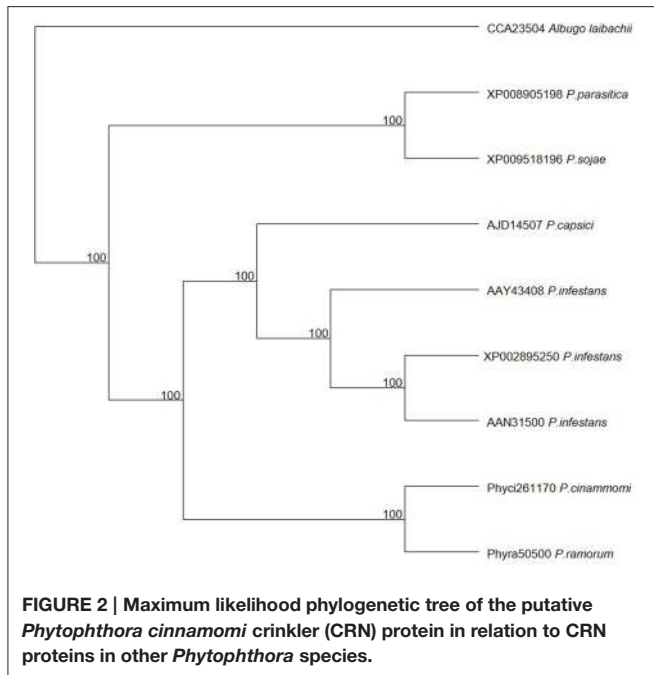 CCA23504 Albugo laibachii
XP008905198 P.parasitica
100
XP009518196 P.sojae
AJD14507 P.capsici
100
100
AAY43408 P.infestans
100
XP002895250 P.infestans
100
100
AAN31500 P.infestans
Phyci261170 P.cinammomi
100
Phyra50500 P.ramorum
FIGURE 2 | Maximum likelihood phylogenetic tree of the putative
Phytophthora cinnamomi crinkler (CRN) protein in relation to CRN
proteins in other Phytophthora species.